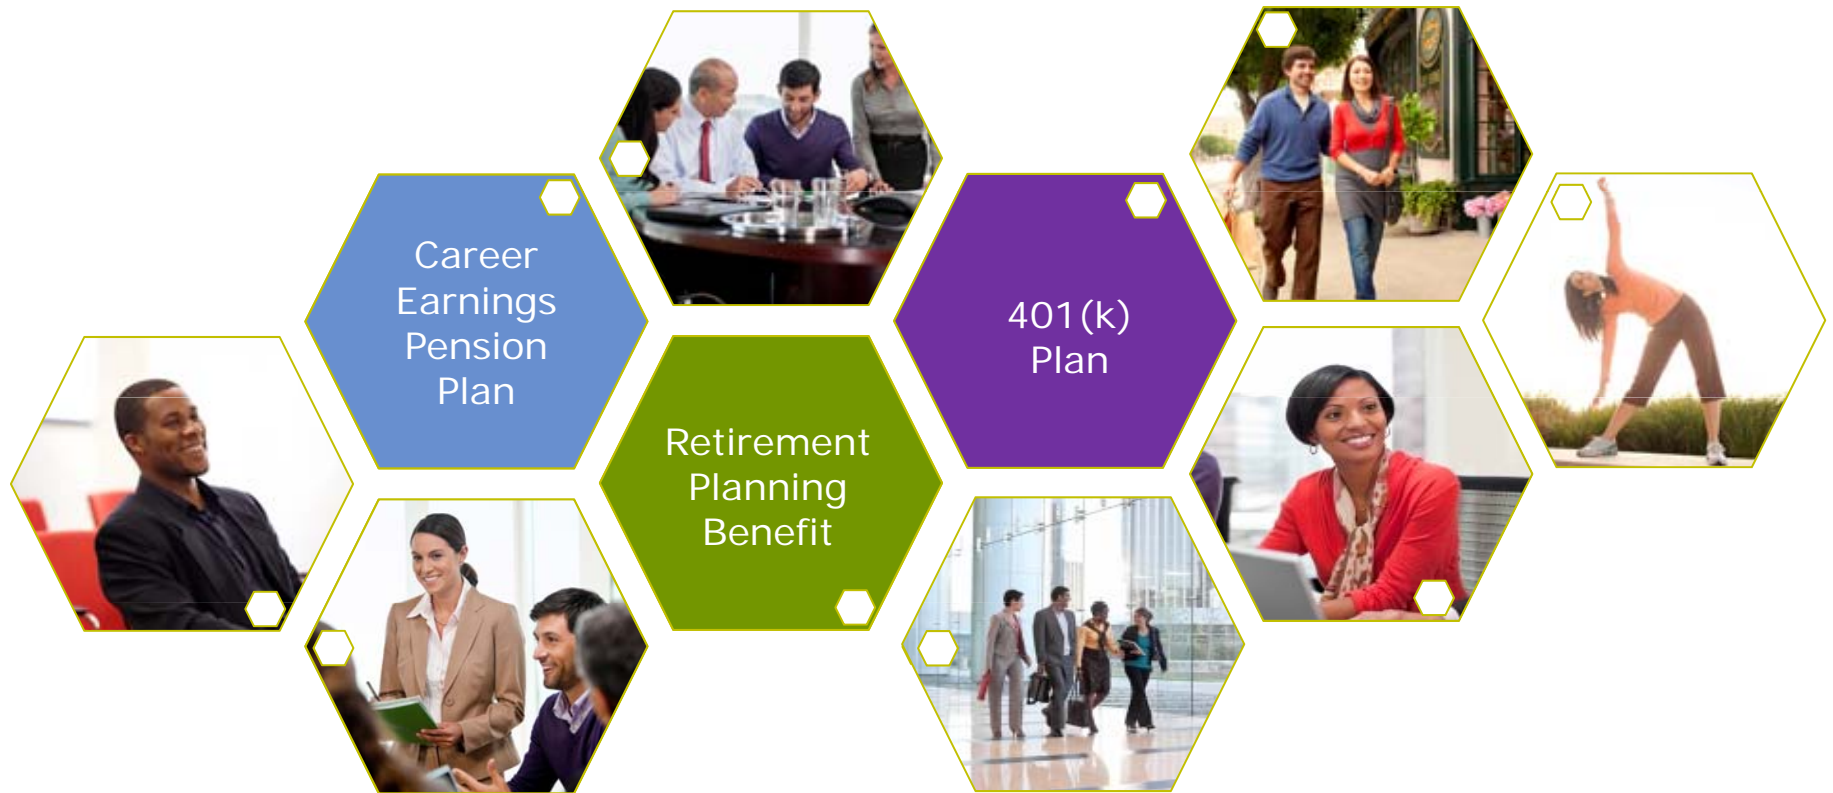 Career
Earnings
Pension
Plan
Retirement
Planning
Benefit
401(k)
Plan